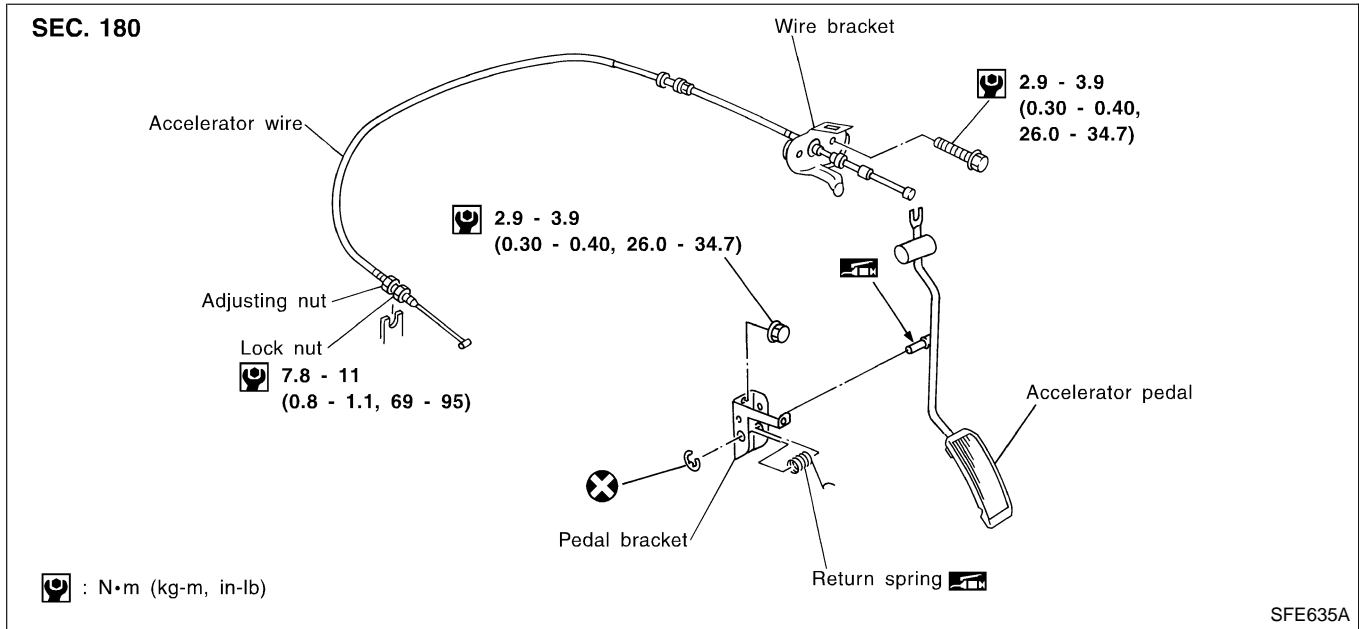 SEC. 180
Wire bracket
2.9 - 3.9
(0.30 - 0.40,
26.0 - 34.7)
Accelerator wire
2.9 - 3.9
(0.30 - 0.40, 26.0 - 34.7)
Adjusting nut
Lock nut
7.8 - 11
(0.8 - 1.1, 69 - 95)
Accelerator pedal
Pedal bracket
Return spring
: N•m (kg-m, in-lb)
SFE635A